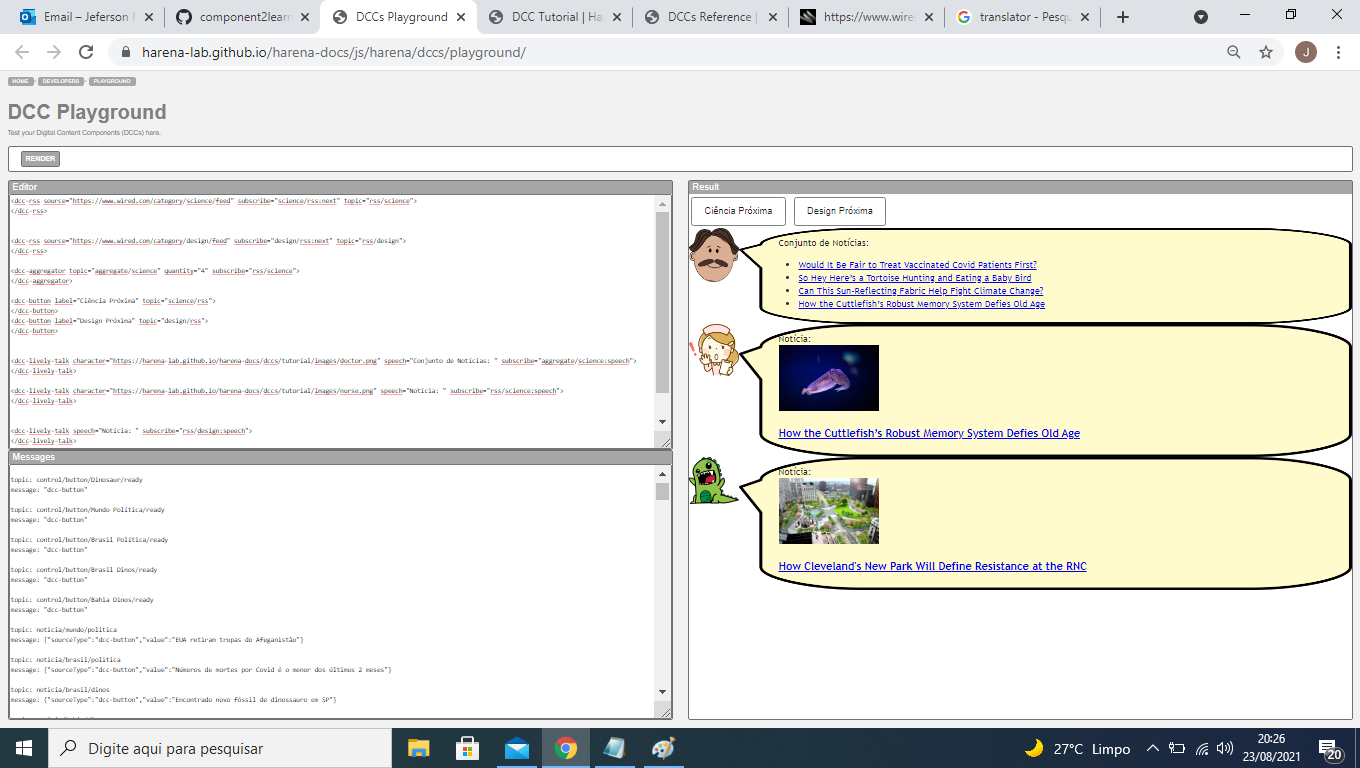 Email – Jeferson M
component2learn
DCCs Playground
DCC Tutorial | Ha
DCCs Reference |
https://www.wire
translator - Pesqu
harena-lab.github.io/harena-docs/js/harena/dccs/playground/
J
HOME
DEVELOPERS
PLAYGROUND
DCC Playground
Test your Digital Content Components (DCCs) here.
RENDER
Editor
<dcc-rss source="https://www.wired.com/category/science/feed" subscribe="science/rss:next" topic="rss/science">
</dcc-rss>
<dcc-rss source="https://www.wired.com/category/design/feed" subscribe="design/rss:next" topic="rss/design">
</dcc-rss>
<dcc-aggregator topic="aggregate/science" quantity="4" subscribe="rss/science">
</dcc-aggregator>
<dcc-button label="Ciência Próxima" topic="science/rss">
</dcc-button>
<dcc-button label="Design Próxima" topic="design/rss">
</dcc-button>
<dcc-lively-talk character="https://harena-lab.github.io/harena-docs/dccs/tutorial/images/doctor.png" speech="Conjunto de Notícias: " subscribe="aggregate/science:speech">
</dcc-lively-talk>
<dcc-lively-talk character="https://harena-lab.github.io/harena-docs/dccs/tutorial/images/nurse.png" speech="Notícia: " subscribe="rss/science:speech">
</dcc-lively-talk>
<dcc-lively-talk speech="Notícia: " subscribe="rss/design:speech">
</dcc-lively-talk>
Messages
topic: control/button/Dinosaur/ready
message: "dcc-button"
topic: control/button/Mundo Política/ready
message: "dcc-button"
topic: control/button/Brasil Política/ready
message: "dcc-button"
topic: control/button/Brasil Dinos/ready
message: "dcc-button"
topic: control/button/Bahia Dinos/ready
message: "dcc-button"
topic: noticia/mundo/politica
message: {"sourceType":"dcc-button","value":"EUA retiram tropas do Afeganistão"}
topic: noticia/brasil/politica
message: {"sourceType":"dcc-button","value":"Números de mortes por Covid é o menor dos últimos 2 meses"}
topic: noticia/brasil/dinos
message: {"sourceType":"dcc-button","value":"Encontrado novo fóssil de dinossauro em SP"}
Result
Ciência Próxima
Design Próxima
Conjunto de Notícias:
Would It Be Fair to Treat Vaccinated Covid Patients First?
So Hey Here's a Tortoise Hunting and Eating a Baby Bird
Can This Sun-Reflecting Fabric Help Fight Climate Change?
How the Cuttlefish's Robust Memory System Defies Old Age
Notícia:
How the Cuttlefish's Robust Memory System Defies Old Age
Notícia:
How Cleveland's New Park Will Define Resistance at the RNC
Digite aqui para pesquisar
27°C Limpo
20:26
23/08/2021
20